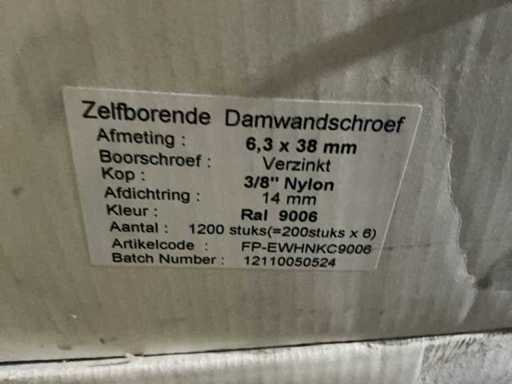 Zelfborende Damwandschroef
Afmeting : 6,3 x 38 mm
Boorschroef : Verzinkt
Kop : 3/8" Nylon
Afdichtring : 14 mm
Kleur : Ral 9006
Aantal : 1200 stuks(=200stuks x 6)
Artikelcode : FP-EWHNKC9006
Batch Number : 12110050524